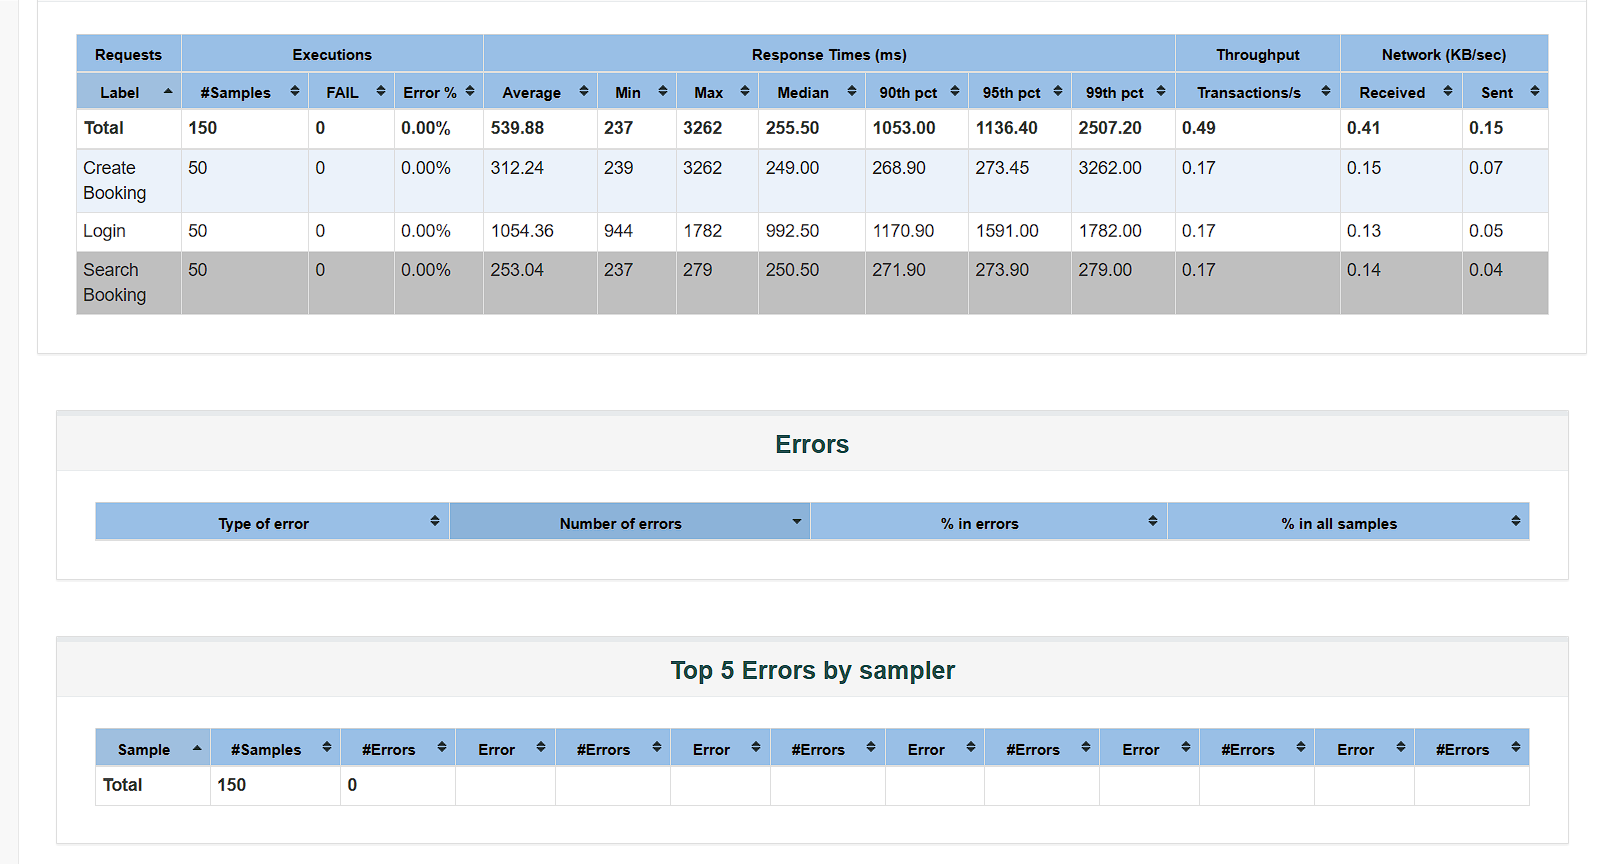 Requests Executions Response Times (ms) Throughput Network (KB/sec)
Label #Samples FAIL Error % Average Min Max Median 90th pct 95th pct 99th pct Transactions/s Received Sent
Total 150 0 0.00% 539.88 237 3262 255.50 1053.00 1136.40 2507.20 0.49 0.41 0.15
Create Booking 50 0 0.00% 312.24 239 3262 249.00 268.90 273.45 3262.00 0.17 0.15 0.07
Login 50 0 0.00% 1054.36 944 1782 992.50 1170.90 1591.00 1782.00 0.17 0.13 0.05
Search Booking 50 0 0.00% 253.04 237 279 250.50 271.90 273.90 279.00 0.17 0.14 0.04
Errors
Type of error Number of errors % in errors % in all samples
Top 5 Errors by sampler
Sample #Samples #Errors Error #Errors Error #Errors Error #Errors Error #Errors Error #Errors
Total 150 0